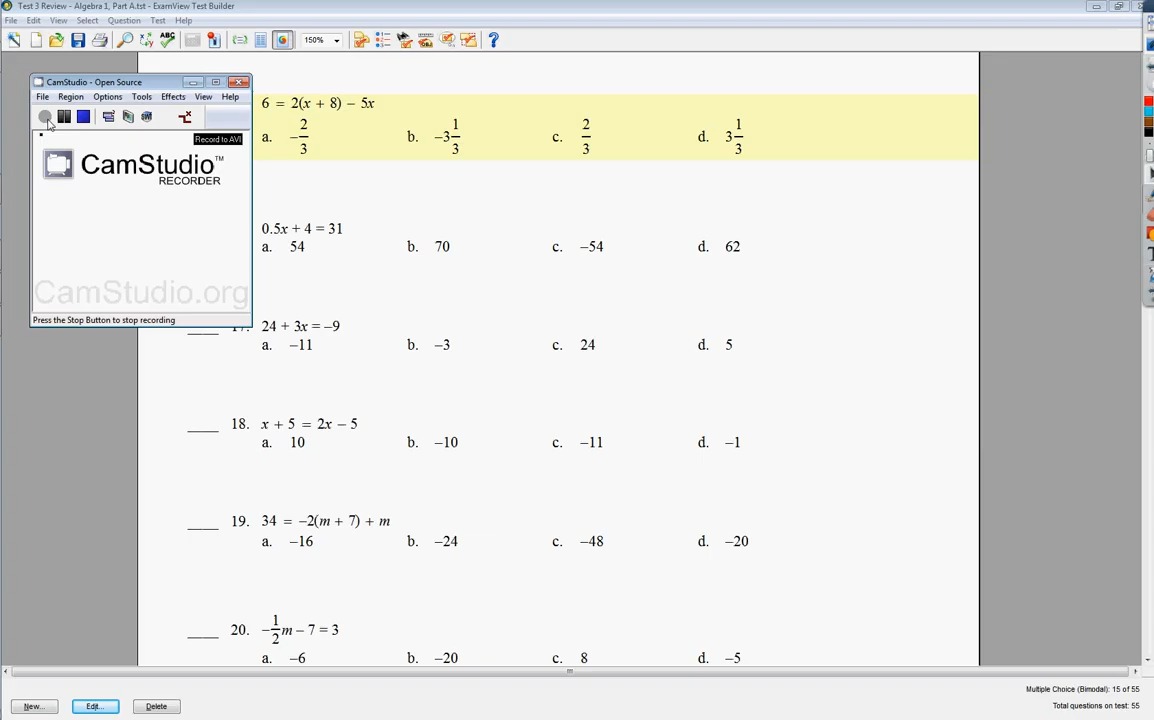 Test 3 Review - Algebra 1, Part A.tst - ExamView Test Builder
File Edit View Select Question Test Help
150%
CamStudio - Open Source
File Region Options Tools Effects View Help
Record to AVI
CamStudio™
RECORDER
CamStudio.org
Press the Stop Button to stop recording
6 = 2(x + 8) − 5x
a. −2/3 b. −3 1/3 c. 2/3 d. 3 1/3
0.5x + 4 = 31
a. 54 b. 70 c. –54 d. 62
____ 17. 24 + 3x = –9
a. –11 b. –3 c. 24 d. 5
____ 18. x + 5 = 2x − 5
a. 10 b. –10 c. –11 d. –1
____ 19. 34 = −2(m + 7) + m
a. –16 b. –24 c. –48 d. –20
____ 20. −1/2m − 7 = 3
a. –6 b. –20 c. 8 d. –5
Multiple Choice (Bimodal): 15 of 55
New... Edit... Delete
Total questions on test: 55